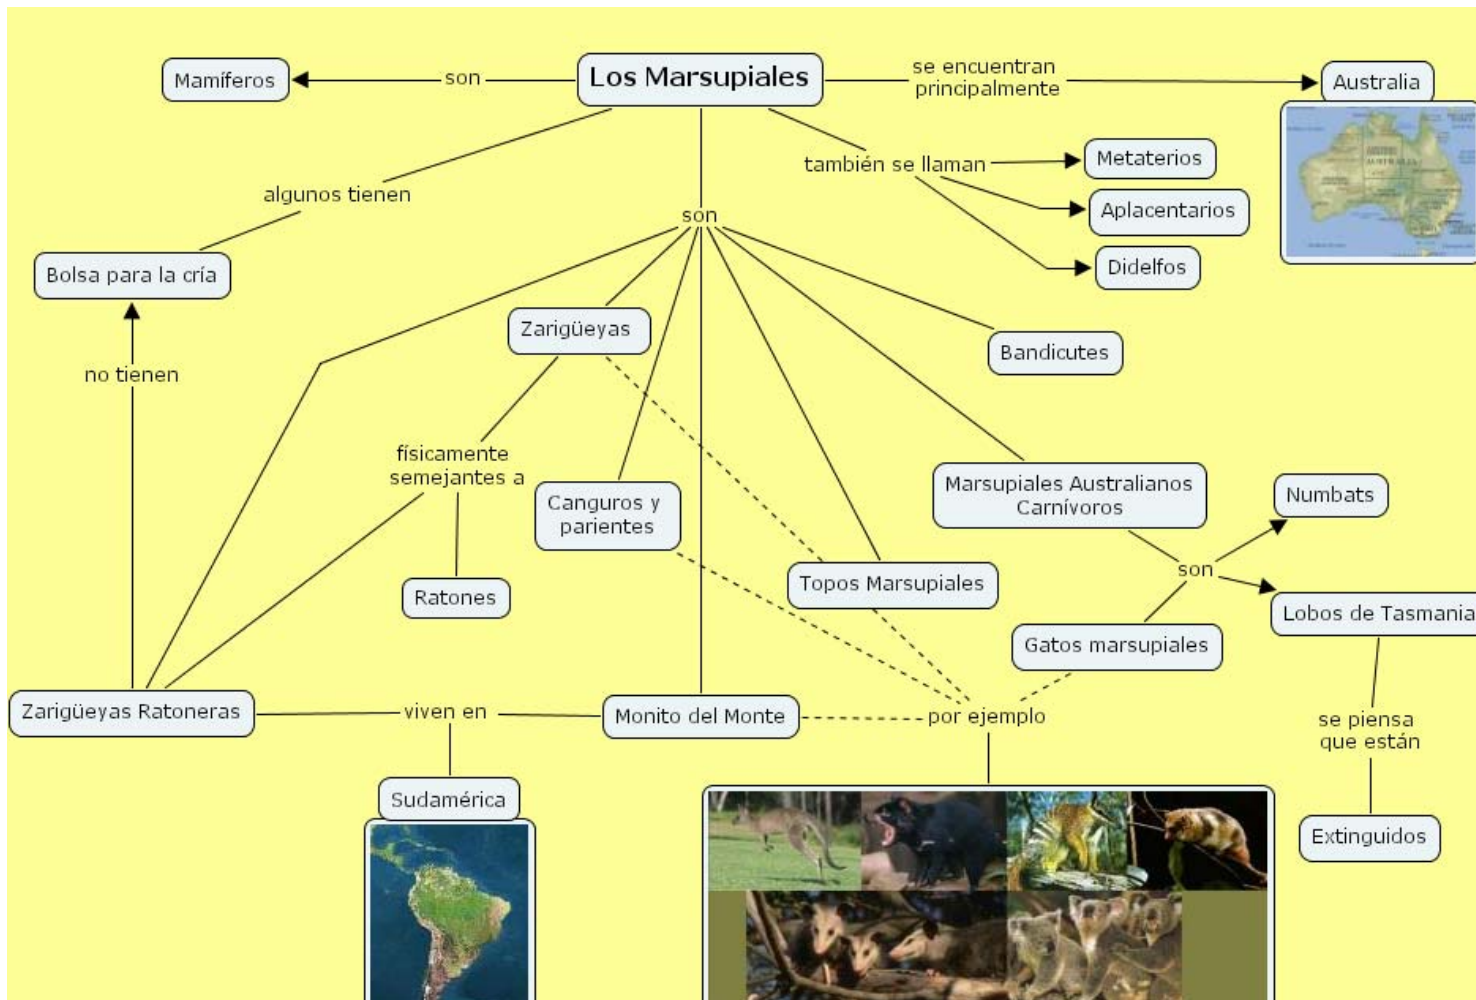 Los Marsupiales
son
Mamíferos
se encuentran
principalmente
Australia
AUSTRALIA
también se llaman
Metaterios
Aplacentarios
Didelfos
algunos tienen
Bolsa para la cría
son
Zarigüeyas
Bandicutes
no tienen
físicamente
semejantes a
Canguros y
parientes
Marsupiales Australianos
Carnívoros
Numbats
son
Ratones
Topos Marsupiales
Lobos de Tasmania
Gatos marsupiales
Zarigüeyas Ratoneras
viven en
Monito del Monte
por ejemplo
se piensa
que están
Sudamérica
Extinguidos